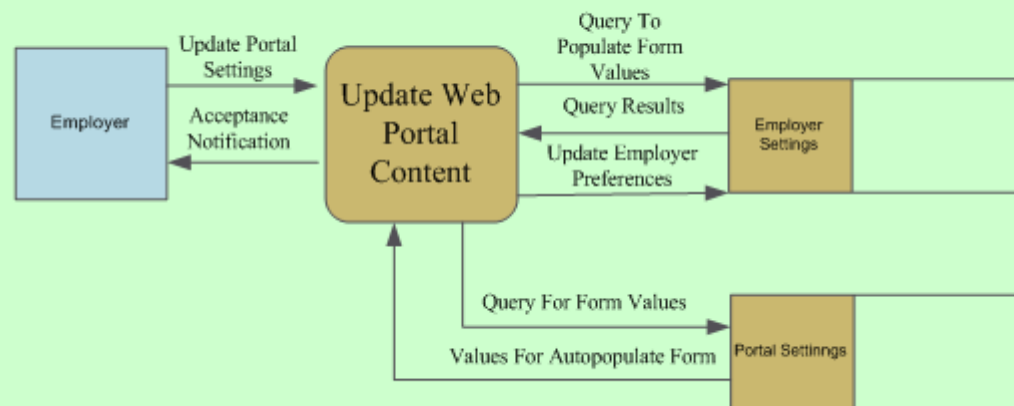 Employer
Update Portal
Settings
Acceptance
Notification
Update Web
Portal
Content
Query To
Populate Form
Values
Query Results
Update Employer
Preferences
Employer
Settings
Query For Form Values
Values For Autopopulate Form
Portal Settinngs